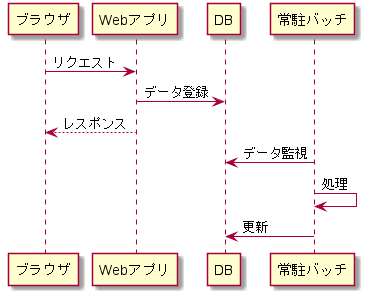 ブラウザ
Webアプリ
DB
常駐バッチ
リクエスト
データ登録
レスポンス
データ監視
処理
更新
ブラウザ
Webアプリ
DB
常駐バッチ